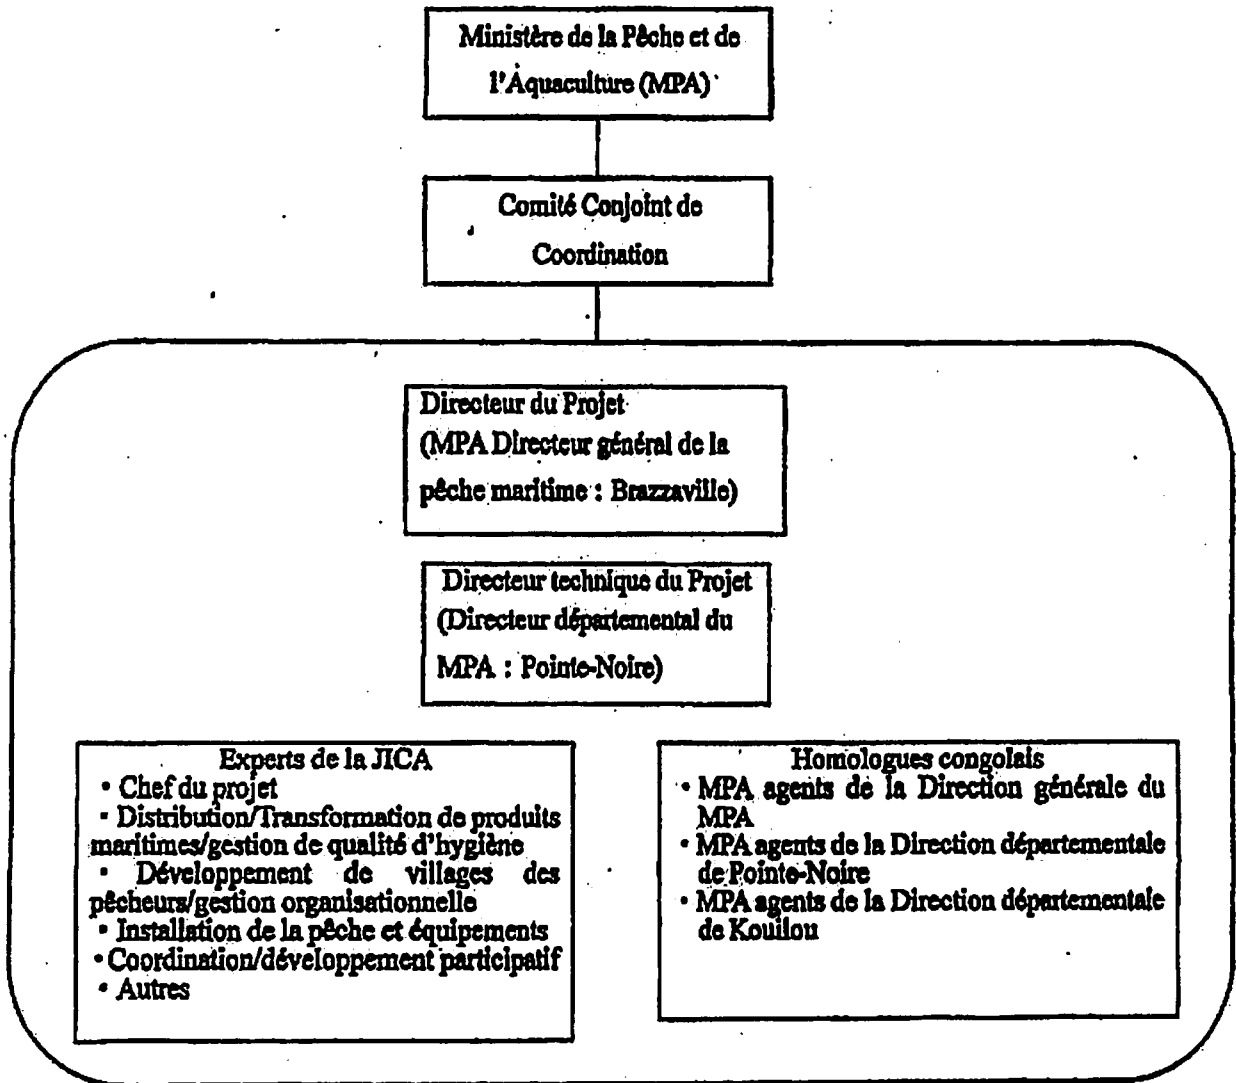 Ministère de la Pêche et de
l'Aquaculture (MPA)
Comité Conjoint de
Coordination
Directeur du Projet
(MPA Directeur général de la
pêche maritime : Brazzaville)
Directeur technique du Projet
(Directeur départemental du
MPA : Pointe-Noire)
Experts de la JICA
• Chef du projet
• Distribution/Transformation de produits
maritimes/gestion de qualité d'hygiène
• Développement de villages des
pêcheurs/gestion organisationnelle
• Installation de la pêche et équipements
• Coordination/développement participatif
• Autres
Homologues congolais
• MPA agents de la Direction générale du
MPA
• MPA agents de la Direction départementale
de Pointe-Noire
• MPA agents de la Direction départementale
de Kouilou